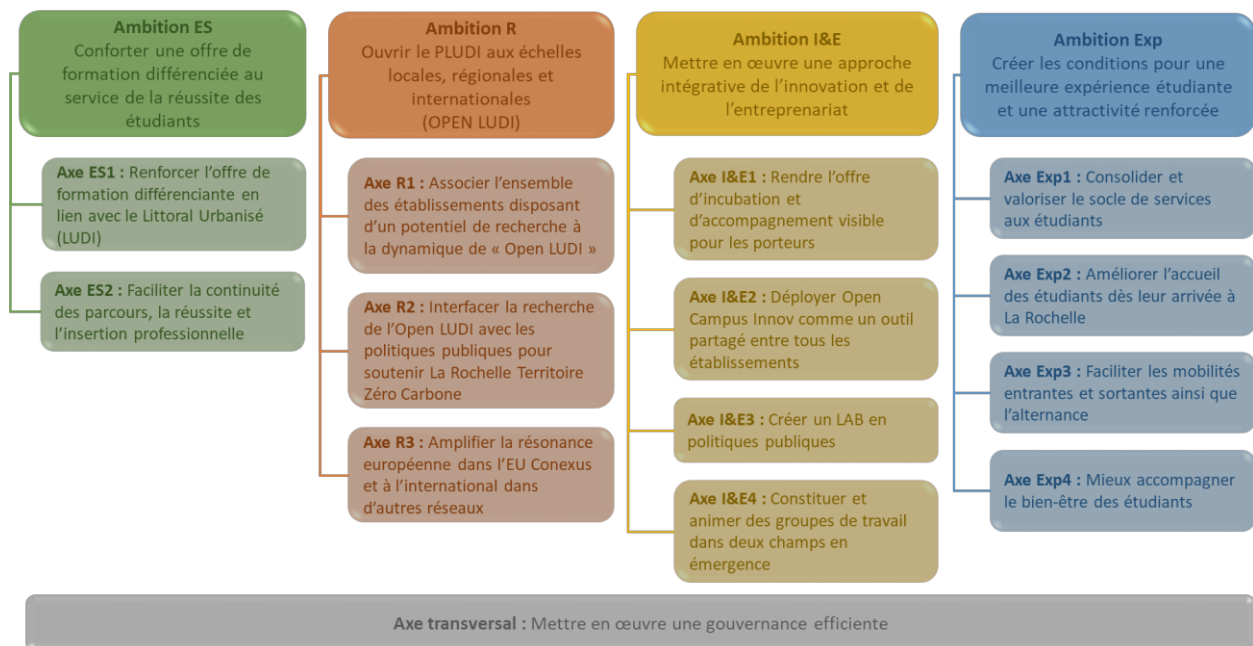 Ambition ES
Conforter une offre de
formation différenciée au
service de la réussite des
étudiants
Axe ES1 : Renforcer l'offre de
formation différenciante en
lien avec le Littoral Urbanisé
(LUDI)
Axe ES2 : Faciliter la continuité
des parcours, la réussite et
l'insertion professionnelle
Ambition R
Ouvrir le PLUDI aux échelles
locales, régionales et
internationales
(OPEN LUDI)
Axe R1 : Associer l'ensemble
des établissements disposant
d'un potentiel de recherche à
la dynamique de « Open LUDI »
Axe R2 : Interfacer la recherche
de l'Open LUDI avec les
politiques publiques pour
soutenir La Rochelle Territoire
Zéro Carbone
Axe R3 : Amplifier la résonance
européenne dans l'EU Conexus
et à l'international dans
d'autres réseaux
Ambition I&E
Mettre en œuvre une approche
intégrative de l'innovation et de
l'entreprenariat
Axe I&E1 : Rendre l'offre
d'incubation et
d'accompagnement visible
pour les porteurs
Axe I&E2 : Déployer Open
Campus Innov comme un outil
partagé entre tous les
établissements
Axe I&E3 : Créer un LAB en
politiques publiques
Axe I&E4 : Constituer et
animer des groupes de travail
dans deux champs en
émergence
Ambition Exp
Créer les conditions pour une
meilleure expérience étudiante
et une attractivité renforcée
Axe Exp1 : Consolider et
valoriser le socle de services
aux étudiants
Axe Exp2 : Améliorer l'accueil
des étudiants dès leur arrivée à
La Rochelle
Axe Exp3 : Faciliter les mobilités
entrantes et sortantes ainsi que
l'alternance
Axe Exp4 : Mieux accompagner
le bien-être des étudiants
Axe transversal : Mettre en œuvre une gouvernance efficiente